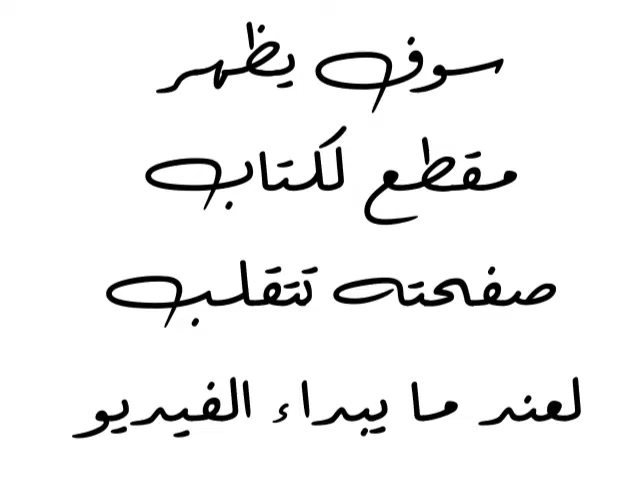 سوف يظهر
مقطع لكتاب
صفحته تتقلب
لعند ما يبداء الفيديو